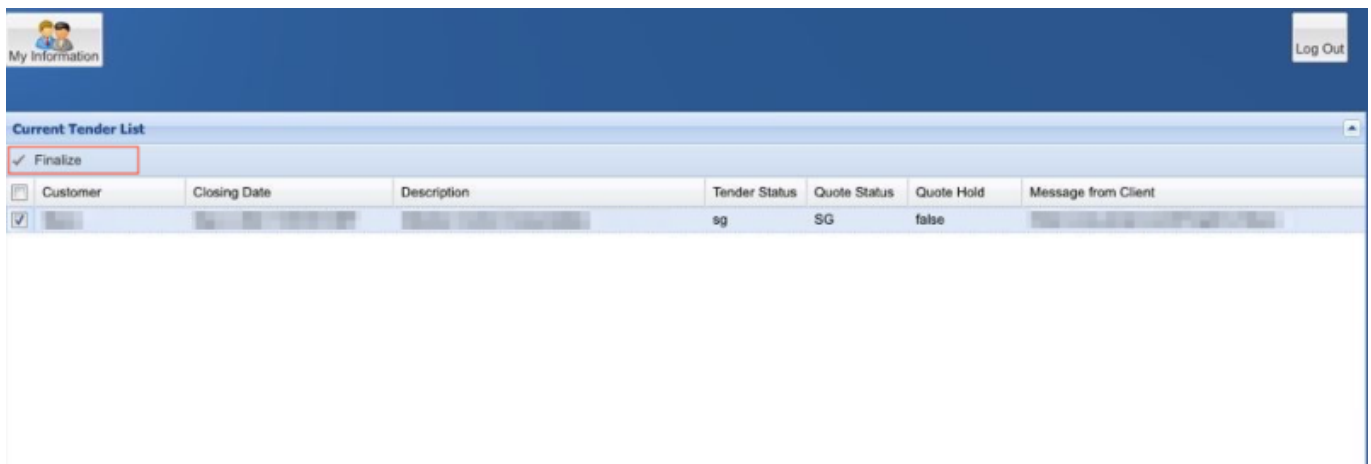 My Information
Log Out
Current Tender List
Finalize
Customer Closing Date Description Tender Status Quote Status Quote Hold Message from Client
sg SG false